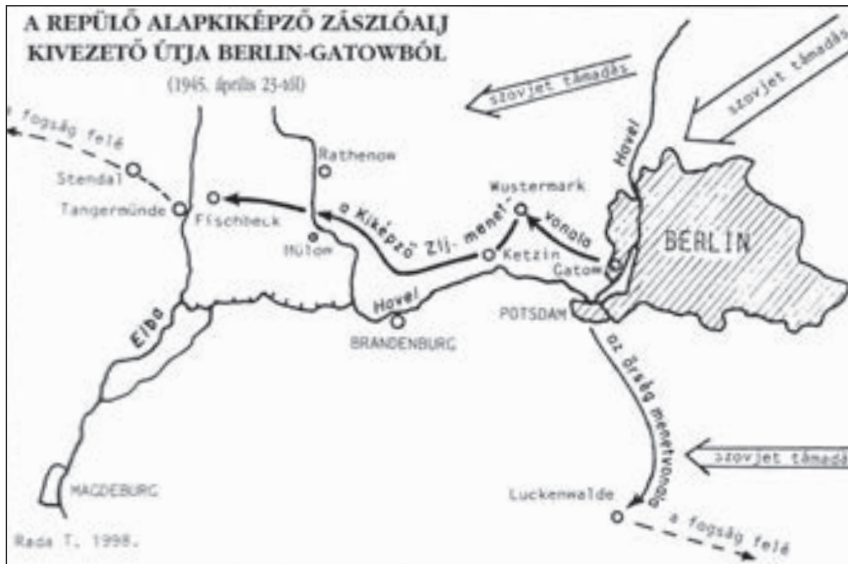 A REPÜLŐ ALAPKIKÉPZŐ ZÁSZLÓALJ
KIVEZETŐ ÚTJA BERLIN-GATOWBÓL
(1945. április 23-tól)
szovjet támadás
szovjet támadás
a fogság felé
Stendal
Tangermünde
Fischbeck
Rathenow
Havel
Wustermark
a Kiképző Zlj- menet-
vonala
Ketzin
Gatow
BERLIN
Elba
Havel
BRANDENBURG
POTSDAM
az őrség menetvonala
szovjet támadás
MAGDEBURG
Luckenwalde
a fogság felé
Rada T. 1998.